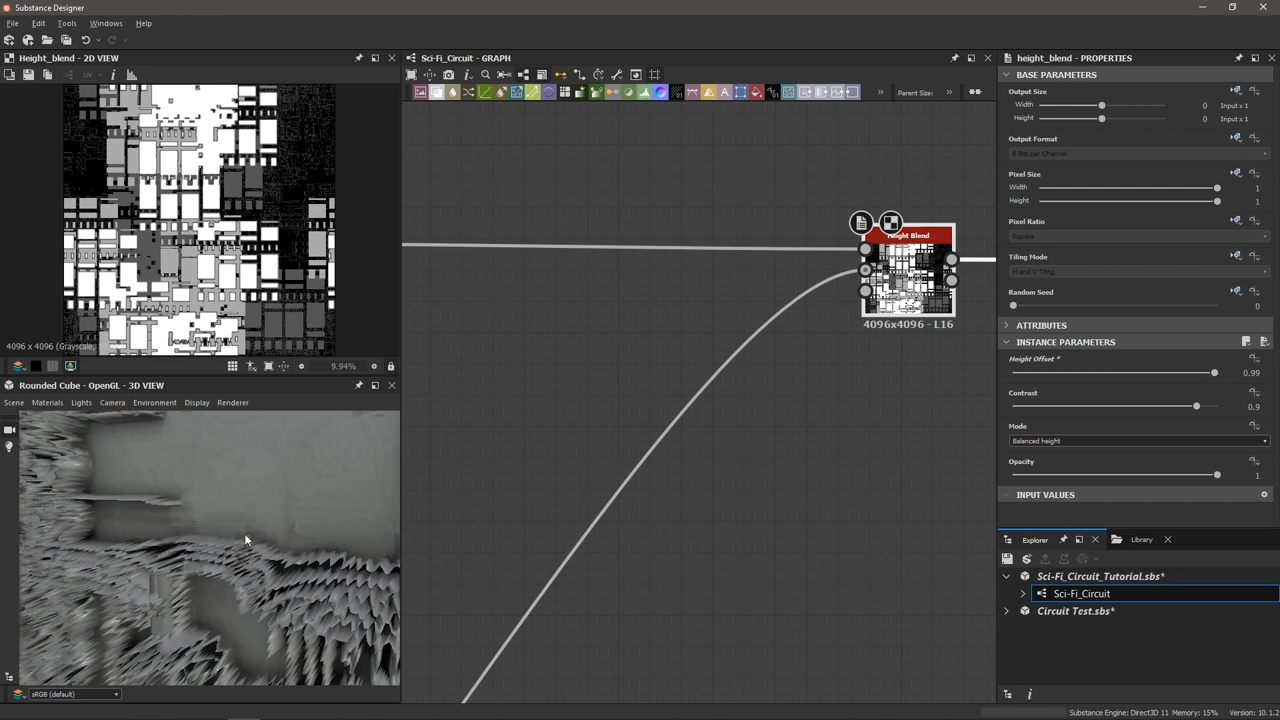 Substance Designer
File Edit Tools Windows Help
Height_blend - 2D VIEW
UV
4096 x 4096 (Grayscale,
9.94%
Rounded Cube - OpenGL - 3D VIEW
Scene Materials Lights Camera Environment Display Renderer
sRGB (default)
Sci-Fi_Circuit - GRAPH
Parent Size:
Height Blend
4096x4096 - L16
height_blend - PROPERTIES
BASE PARAMETERS
Output Size
Width 0 Input x 1
Height 0 Input x 1
Output Format
8 Bits per Channel
Pixel Size
Width 1
Height 1
Pixel Ratio
Square
Tiling Mode
H and V Tiling
Random Seed
0
ATTRIBUTES
INSTANCE PARAMETERS
Height Offset *
0.99
Contrast
0.9
Mode
Balanced height
Opacity
1
INPUT VALUES
Explorer Library
Sci-Fi_Circuit_Tutorial.sbs*
Sci-Fi_Circuit
Circuit Test.sbs*
Substance Engine: Direct3D 11 Memory: 15% Version: 10.1.2